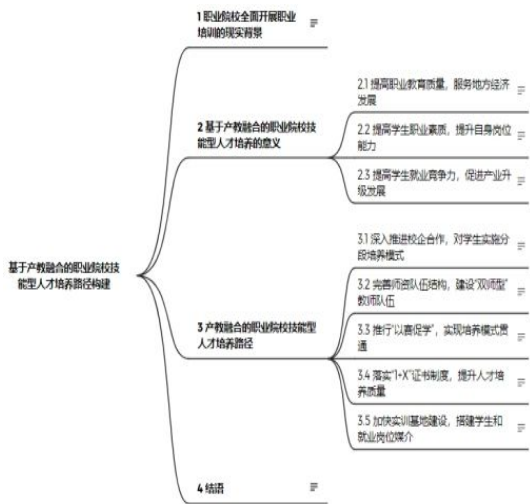 1 职业院校全面开展职业
培训的现实背景
2.1 提高职业教育质量，服务地方经济
发展
2 基于产教融合的职业院校技
能型人才培养的意义
2.2 提高学生职业素质，提升自身岗位
能力
2.3 提高学生就业竞争力，促进产业升
级发展
基于产教融合的职业院校技
能型人才培养路径构建
3.1 深入推进校企合作，对学生实施分
段培养模式
3.2 完善师资队伍结构，建设“双师型”
教师队伍
3 产教融合的职业院校技能型
人才培养路径
3.3 推行“以赛促学”，实现培养模式贯
通
3.4 落实“1+X”证书制度，提升人才培
养质量
3.5 加快实训基地建设，搭建学生和
就业岗位媒介
4 结语